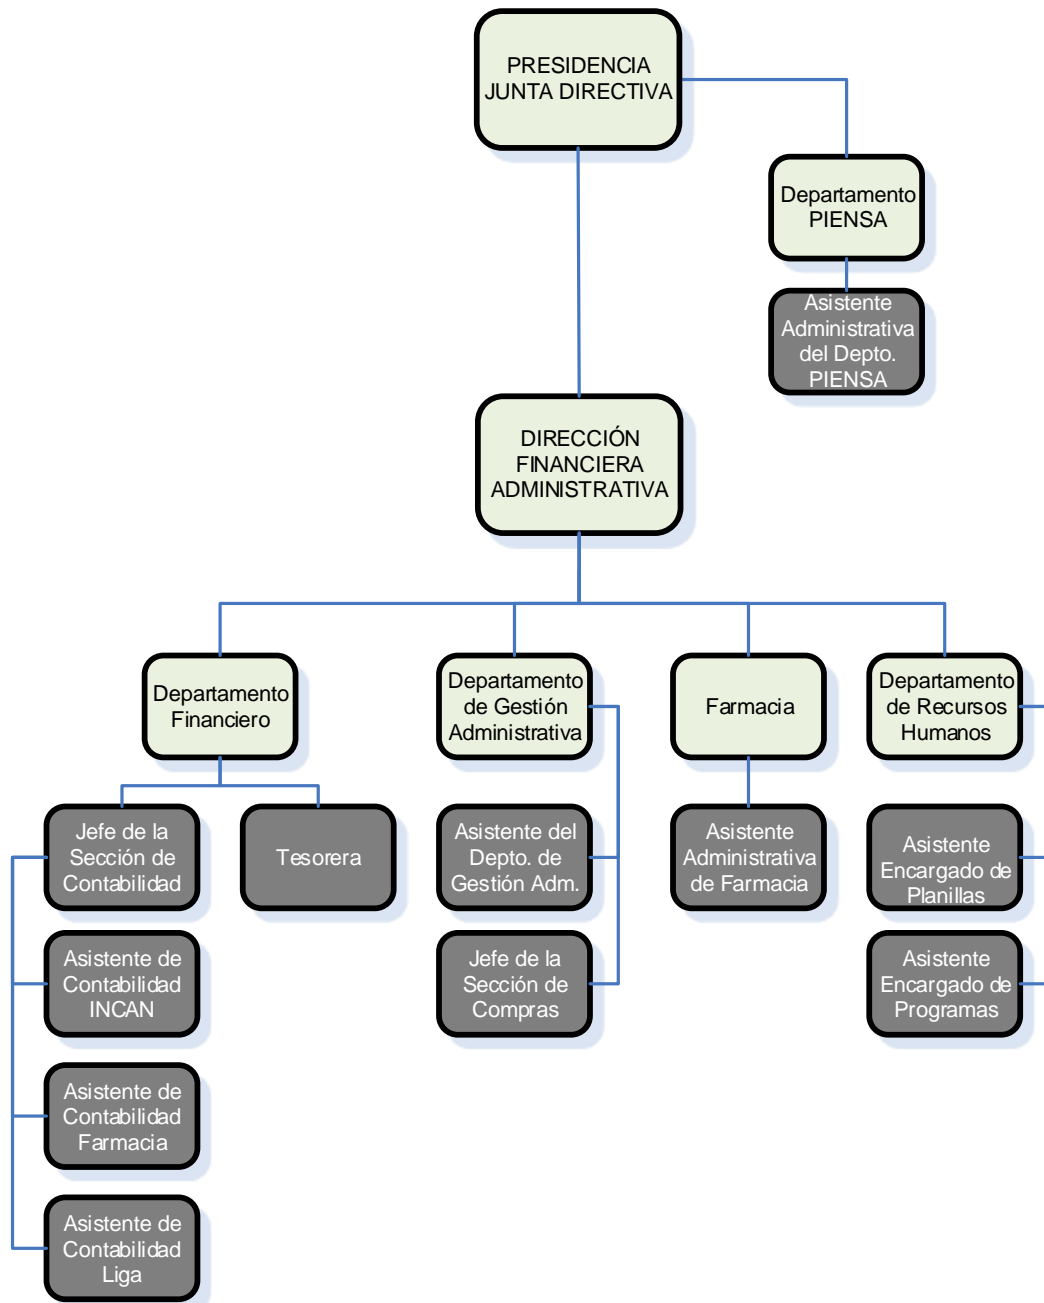 PRESIDENCIA
JUNTA DIRECTIVA
Departamento
PIENSA
Asistente
Administrativa
del Depto.
PIENSA
DIRECCIÓN
FINANCIERA
ADMINISTRATIVA
Departamento
Financiero
Departamento
de Gestión
Administrativa
Farmacia
Departamento
de Recursos
Humanos
Jefe de la
Sección de
Contabilidad
Tesorera
Asistente del
Depto. de
Gestión Adm.
Asistente
Administrativa
de Farmacia
Asistente
Encargado de
Planillas
Asistente de
Contabilidad
INCAN
Jefe de la
Sección de
Compras
Asistente
Encargado de
Programas
Asistente de
Contabilidad
Farmacia
Asistente de
Contabilidad
Liga